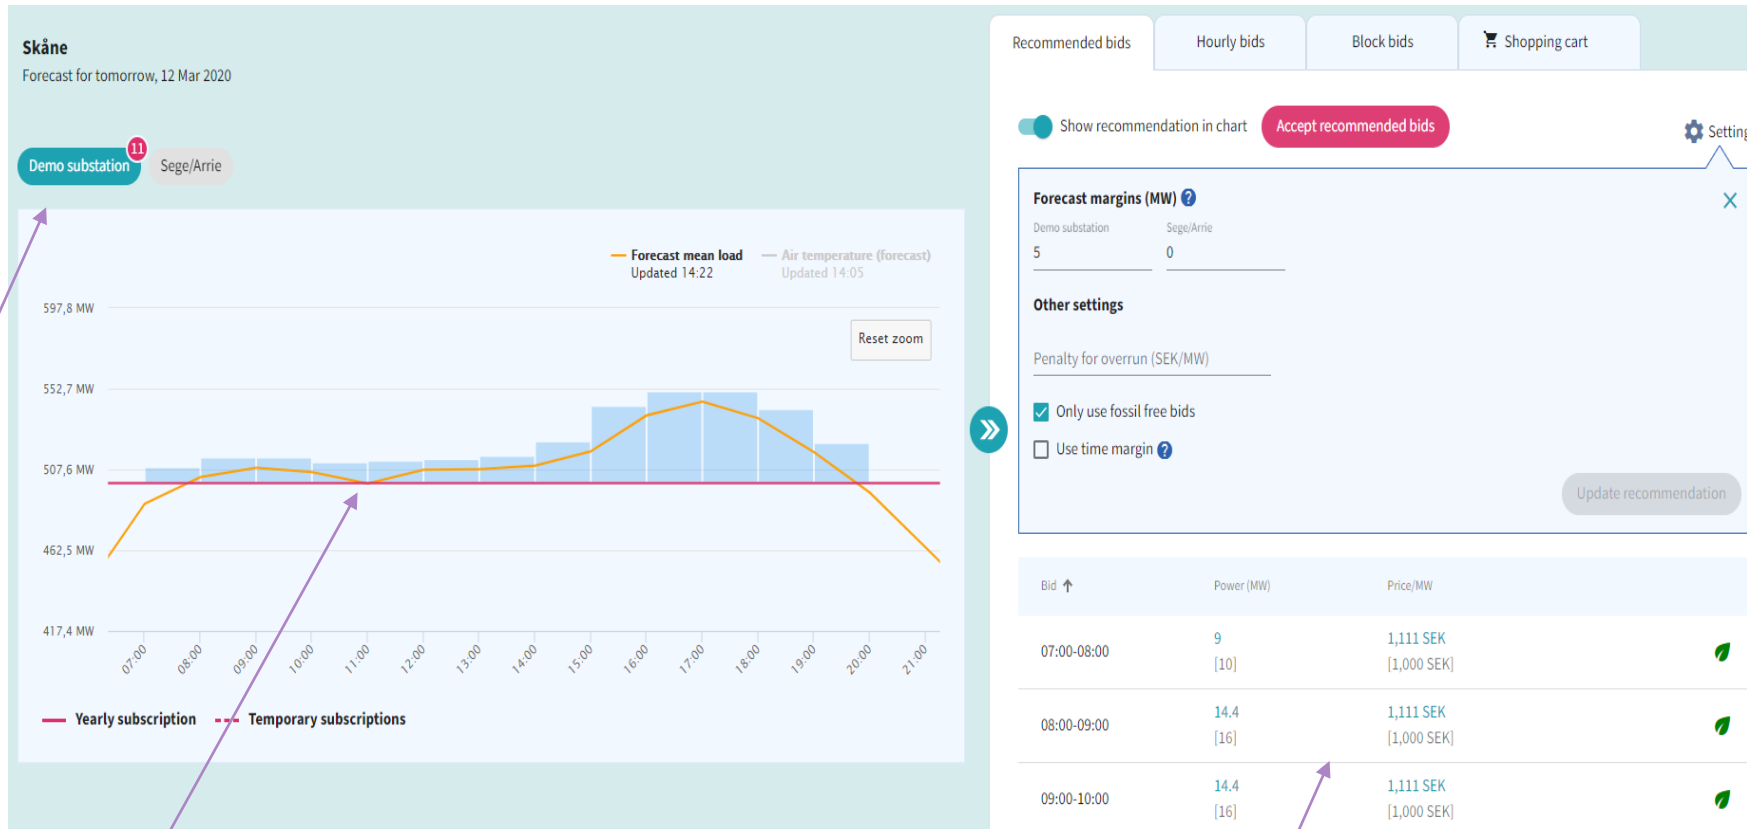 Skåne
Forecast for tomorrow, 12 Mar 2020
Demo substation
11
Sege/Arrie
Forecast mean load
Updated 14:22
Air temperature (forecast)
Updated 14:05
Reset zoom
597,8 MW
552,7 MW
507,6 MW
462,5 MW
417,4 MW
07:00 08:00 09:00 10:00 11:00 12:00 13:00 14:00 15:00 16:00 17:00 18:00 19:00 20:00 21:00
Yearly subscription Temporary subscriptions
Recommended bids Hourly bids Block bids Shopping cart
Show recommendation in chart Accept recommended bids
Setting
Forecast margins (MW) ?
Demo substation Sege/Arrie
5 0
Other settings
Penalty for overrun (SEK/MW)
Only use fossil free bids
Use time margin ?
Update recommendation
Bid Power (MW) Price/MW
07:00-08:00 9 1,111 SEK
[10] [1,000 SEK]
08:00-09:00 14.4 1,111 SEK
[16] [1,000 SEK]
09:00-10:00 14.4 1,111 SEK
[16] [1,000 SEK]